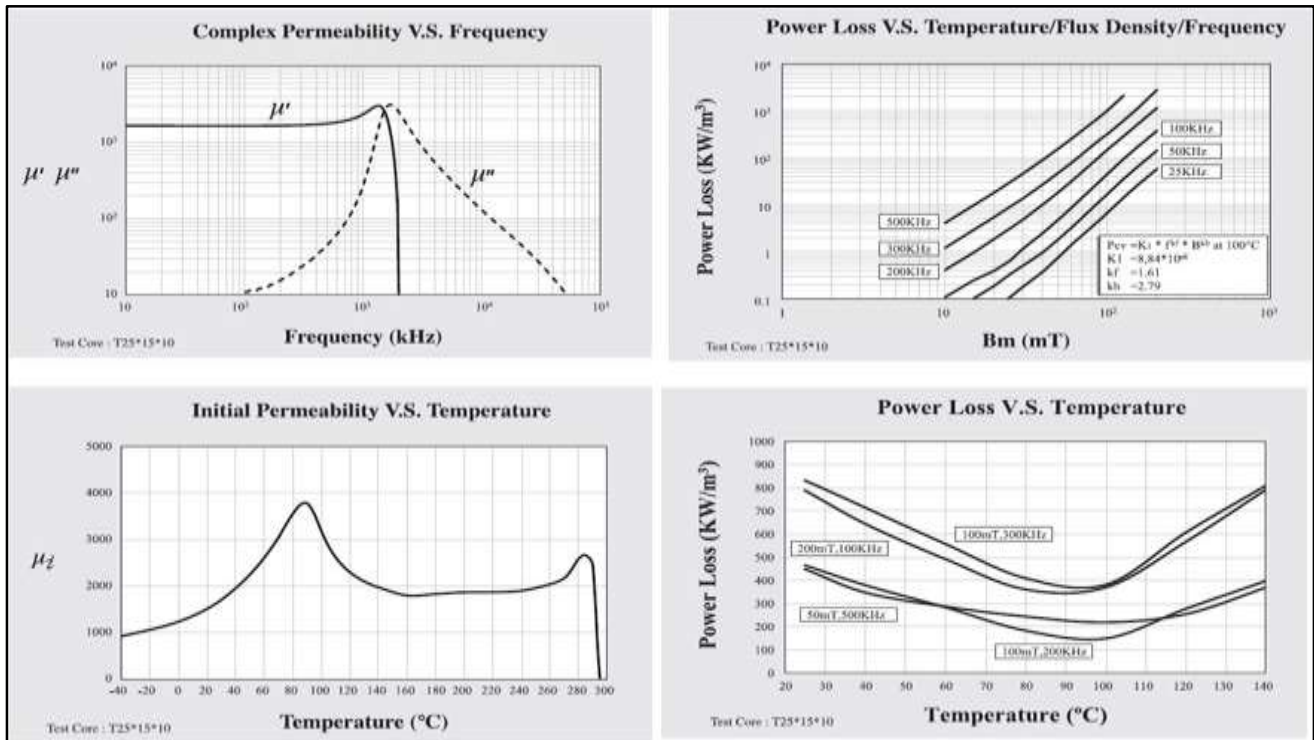 Complex Permeability V.S. Frequency
μ' μ"
10⁴
10³
10²
10
μ'
μ"
10
10²
10³
10⁴
10⁵
Frequency (kHz)
Test Core : T25*15*10
Power Loss V.S. Temperature/Flux Density/Frequency
Power Loss (KW/m³)
10⁴
10³
10²
10
1
0.1
500KHz
300KHz
200KHz
100KHz
50KHz
25KHz
at 100°C
kf =1.61
=2.79
1
10
10²
10³
Bm (mT)
Test Core : T25*15*10
Initial Permeability V.S. Temperature
μi
5000
4000
3000
2000
1000
0
-40 -20 0 20 40 60 80 100 120 140 160 180 200 220 240 260 280 300
Temperature (°C)
Test Core : T25*15*10
Power Loss V.S. Temperature
Power Loss (KW/m³)
1000
900
800
700
600
500
400
300
200
100
0
100mT,300KHz
200mT,100KHz
50mT,500KHz
100mT,200KHz
20 30 40 50 60 70 80 90 100 110 120 130 140
Temperature (°C)
Test Core : T25*15*10